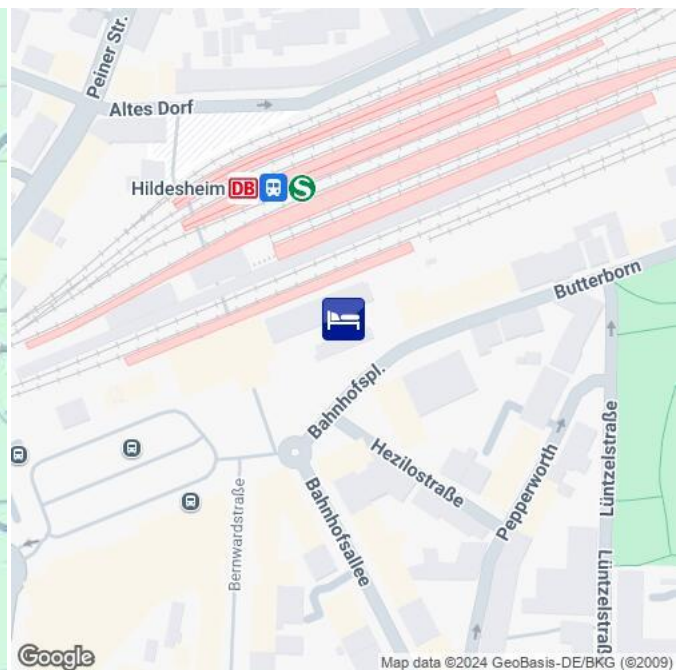 Peiner Str.
Altes Dorf
Hildesheim DB S
Butterborn
Bahnhofspl.
Hezilostraße
Pepperworth
Lüntzelstraße
Bernwardstraße
Bahnhofsallee
Lüntzelstraß
Google
Map data ©2024 GeoBasis-DE/BKG (©2009)